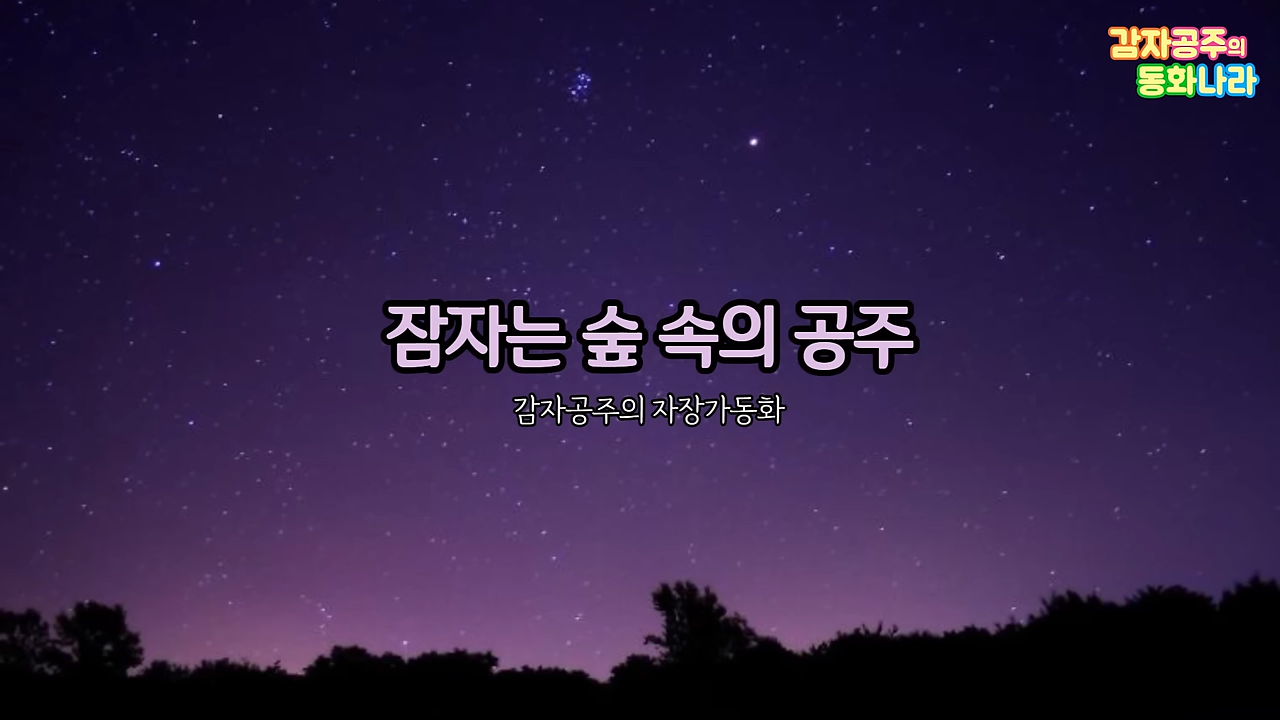 감자공주의
동화나라
잠자는 숲 속의 공주
감자공주의 자장가동화